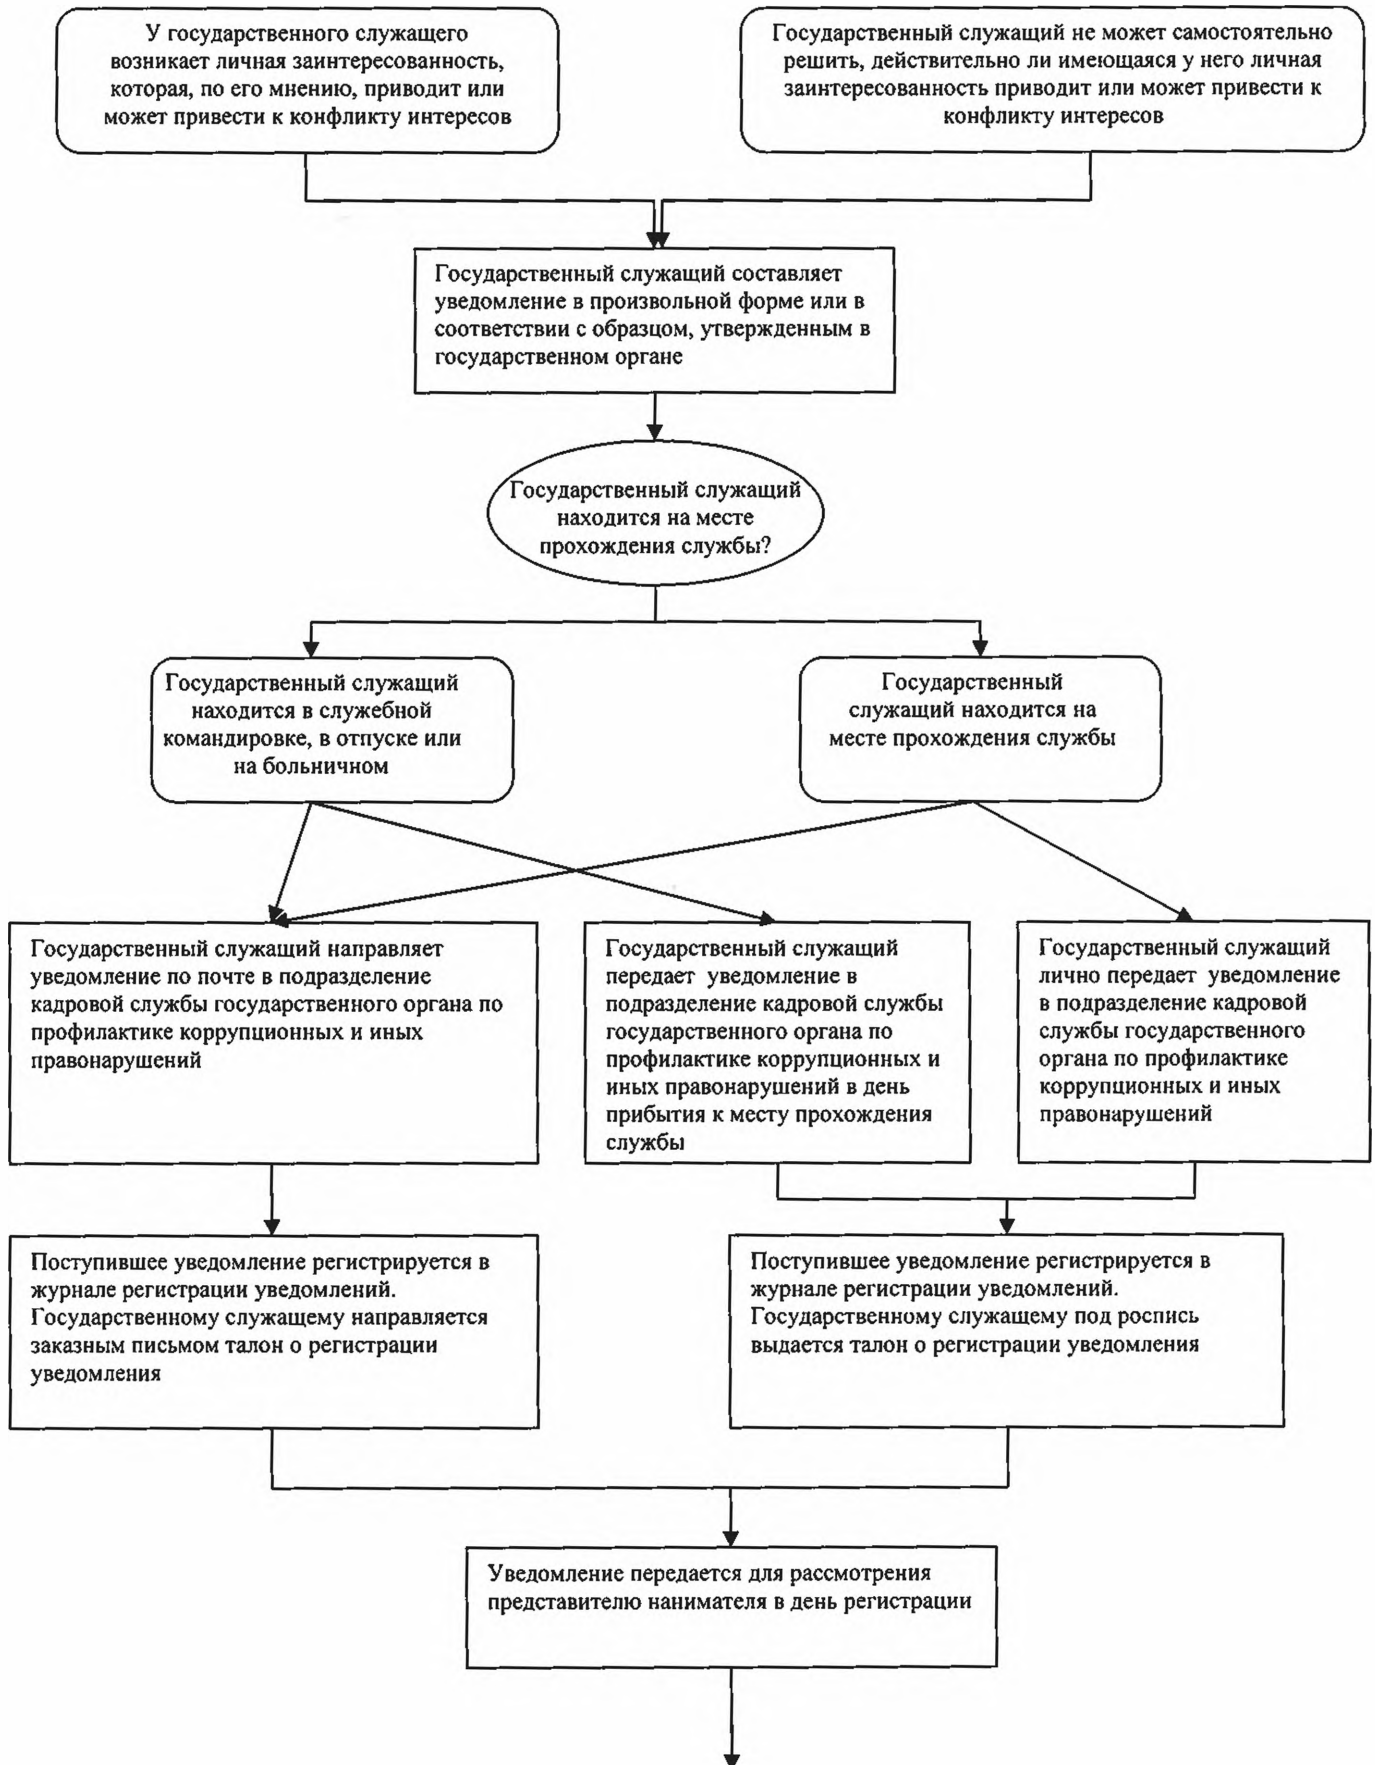 У государственного служащего
возникает личная заинтересованность,
которая, по его мнению, приводит или
может привести к конфликту интересов
Государственный служащий не может самостоятельно
решить, действительно ли имеющаяся у него личная
заинтересованность приводит или может привести к
конфликту интересов
Государственный служащий составляет
уведомление в произвольной форме или в
соответствии с образцом, утвержденным в
государственном органе
Государственный служащий
находится на месте
прохождения службы?
Государственный служащий
находится в служебной
командировке, в отпуске или
на больничном
Государственный
служащий находится на
месте прохождения службы
Государственный служащий направляет
уведомление по почте в подразделение
кадровой службы государственного органа по
профилактике коррупционных и иных
правонарушений
Государственный служащий
передает уведомление в
подразделение кадровой службы
государственного органа по
профилактике коррупционных и
иных правонарушений в день
прибытия к месту прохождения
службы
Государственный служащий
лично передает уведомление
в подразделение кадровой
службы государственного
органа по профилактике
коррупционных и иных
правонарушений
Поступившее уведомление регистрируется в
журнале регистрации уведомлений.
Государственному служащему направляется
заказным письмом талон о регистрации
уведомления
Поступившее уведомление регистрируется в
журнале регистрации уведомлений.
Государственному служащему под роспись
выдается талон о регистрации уведомления
Уведомление передается для рассмотрения
представителю нанимателя в день регистрации